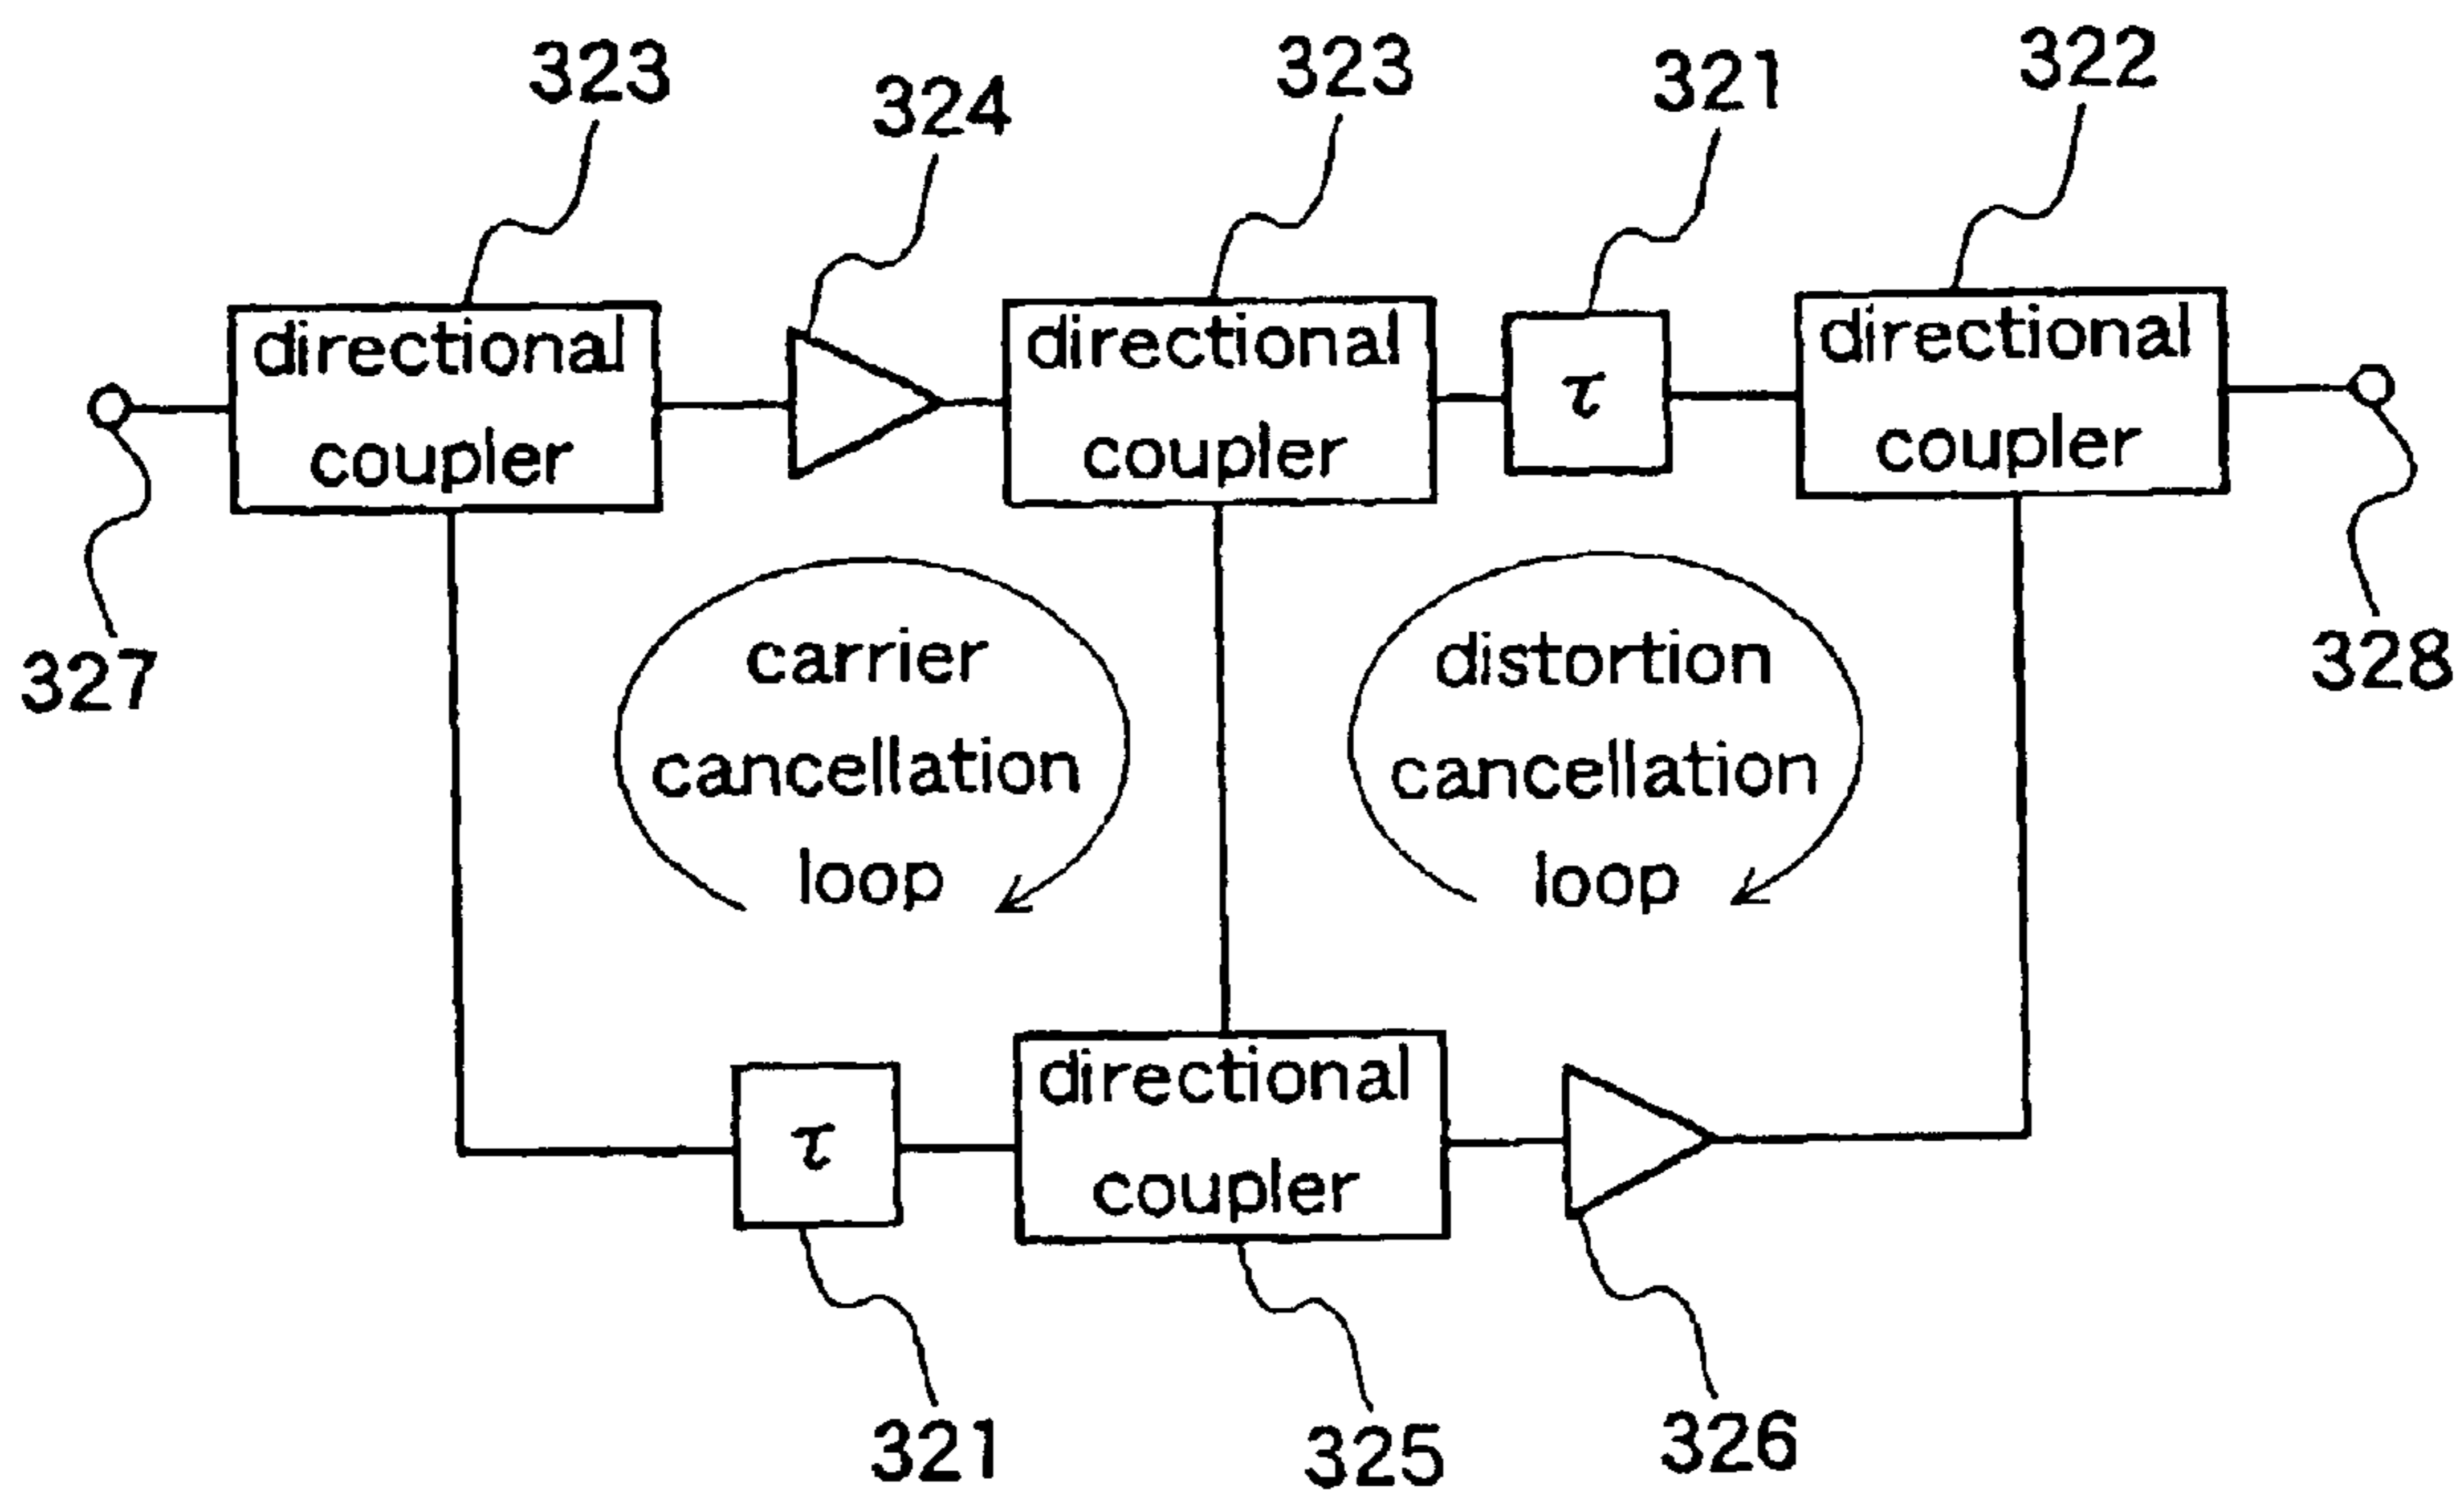 323
324
323
321
322
directional
coupler
directional
coupler
τ
directional
coupler
327
carrier
cancellation
loop
distortion
cancellation
loop
328
τ
directional
coupler
321
325
326